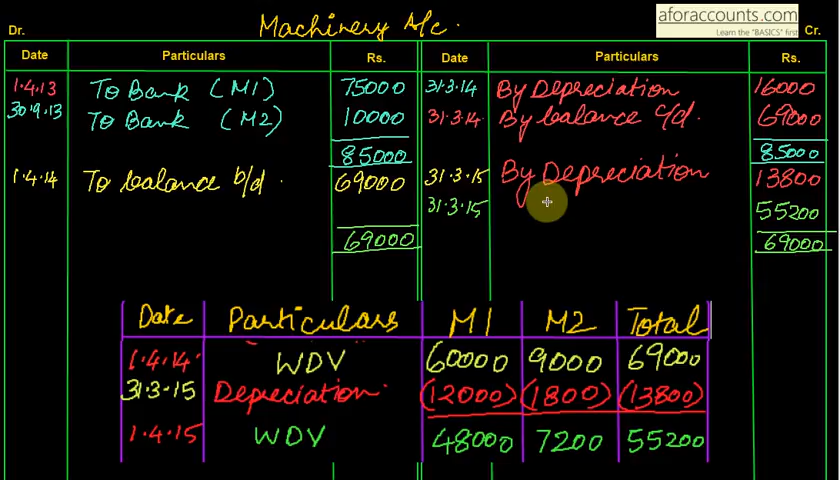 aforaccounts.com
Learn the "BASICS" first
Dr. Machinery A/c. Cr.
Date Particulars Rs. Date Particulars Rs.
1.4.13 To Bank (M1) 75000 31.3.14 By Depreciation 16000
30.9.13 To Bank (M2) 10000 31.3.14 By balance c/d. 69000
85000 85000
1.4.14 To balance b/d. 69000 31.3.15 By Depreciation 13800
31.3.15 55200
69000 69000
Date Particulars M1 M2 Total
1.4.14. WDV 60000 9000 69000
31.3.15 Depreciation. (12000) (1800) (13800)
1.4.15 WDV 48000 7200 55200